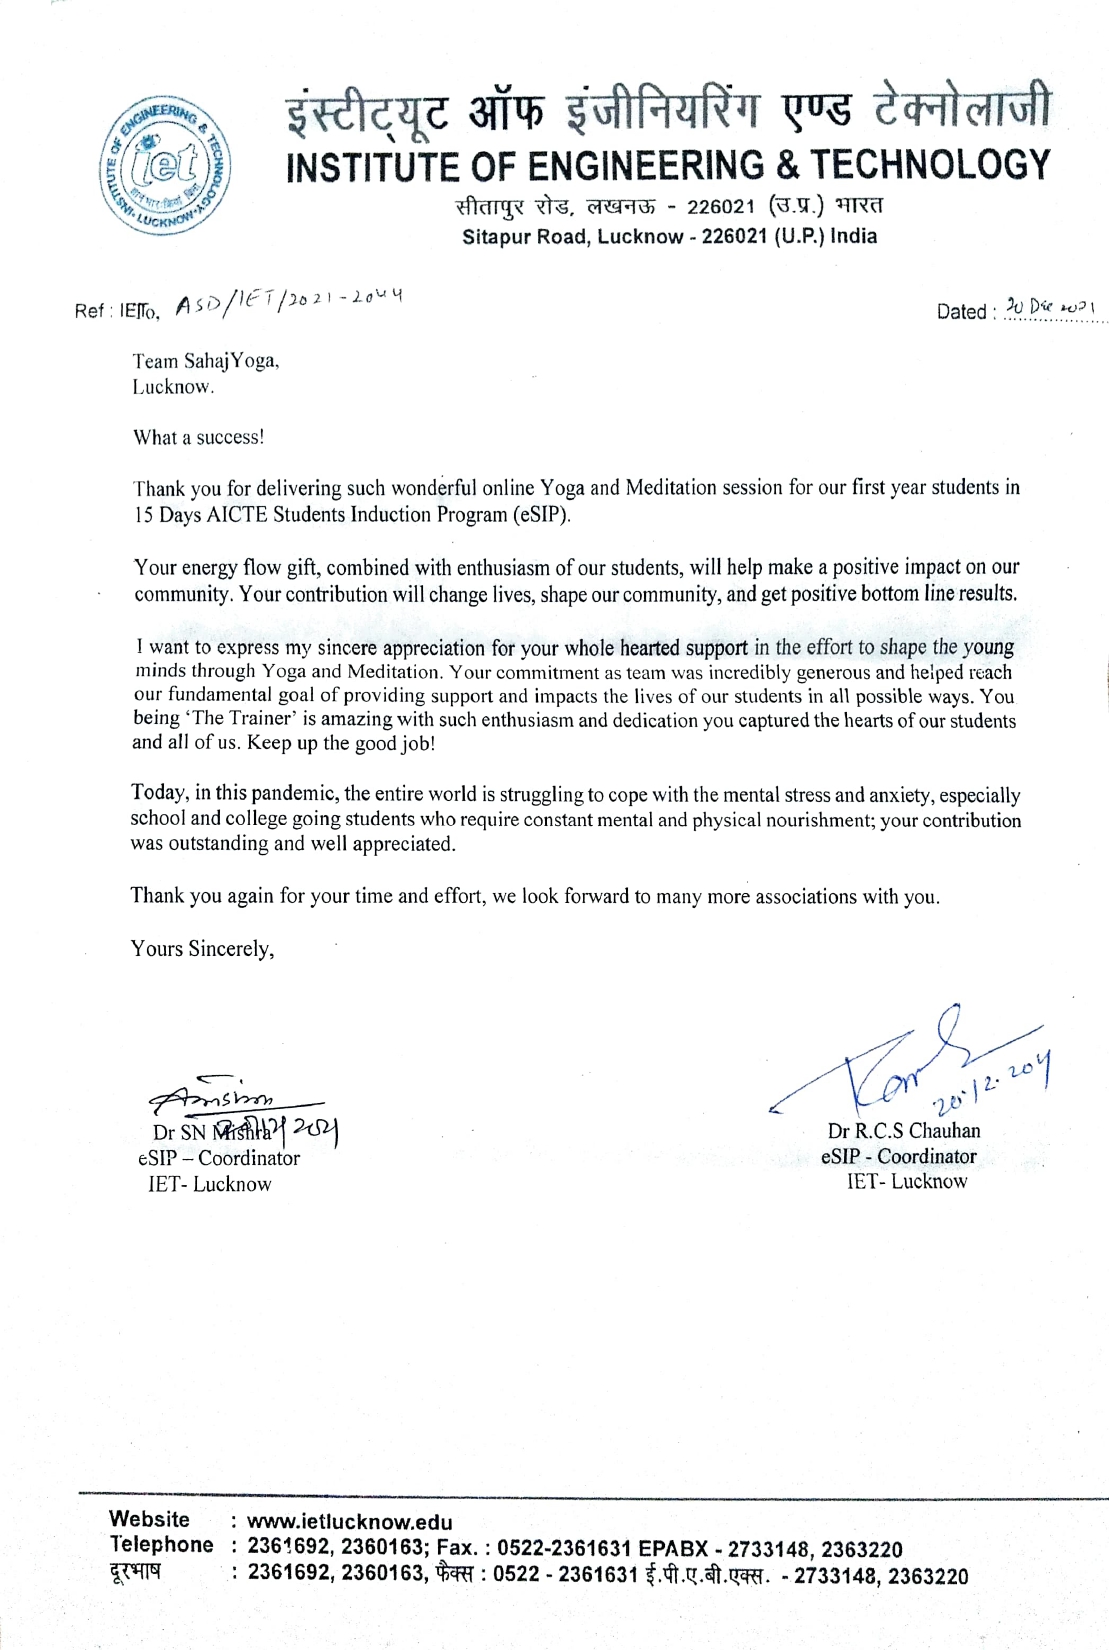 इंस्टीट्यूट ऑफ इंजीनियरिंग एण्ड टेक्नोलाजी
INSTITUTE OF ENGINEERING & TECHNOLOGY
सीतापुर रोड, लखनऊ - 226021 (उ.प्र.) भारत
Sitapur Road, Lucknow - 226021 (U.P.) India
INSTITUTE OF ENGINEERING & TECHNOLOGY
iet
LUCKNOW
Ref : IETTo, ASD/IET/2021-2044
Dated : 20 Dec 2021
Team SahajYoga,
Lucknow.
What a success!
Thank you for delivering such wonderful online Yoga and Meditation session for our first year students in
15 Days AICTE Students Induction Program (eSIP).
Your energy flow gift, combined with enthusiasm of our students, will help make a positive impact on our
community. Your contribution will change lives, shape our community, and get positive bottom line results.
I want to express my sincere appreciation for your whole hearted support in the effort to shape the young
minds through Yoga and Meditation. Your commitment as team was incredibly generous and helped reach
our fundamental goal of providing support and impacts the lives of our students in all possible ways. You
being ‘The Trainer’ is amazing with such enthusiasm and dedication you captured the hearts of our students
and all of us. Keep up the good job!
Today, in this pandemic, the entire world is struggling to cope with the mental stress and anxiety, especially
school and college going students who require constant mental and physical nourishment; your contribution
was outstanding and well appreciated.
Thank you again for your time and effort, we look forward to many more associations with you.
Yours Sincerely,
Dr SN Mishra
eSIP – Coordinator
IET- Lucknow
Dr R.C.S Chauhan
eSIP - Coordinator
IET- Lucknow
Website : www.ietlucknow.edu
Telephone : 2361692, 2360163; Fax. : 0522-2361631 EPABX - 2733148, 2363220
दूरभाष : 2361692, 2360163, फैक्स : 0522 - 2361631 ई.पी.ए.बी.एक्स. - 2733148, 2363220